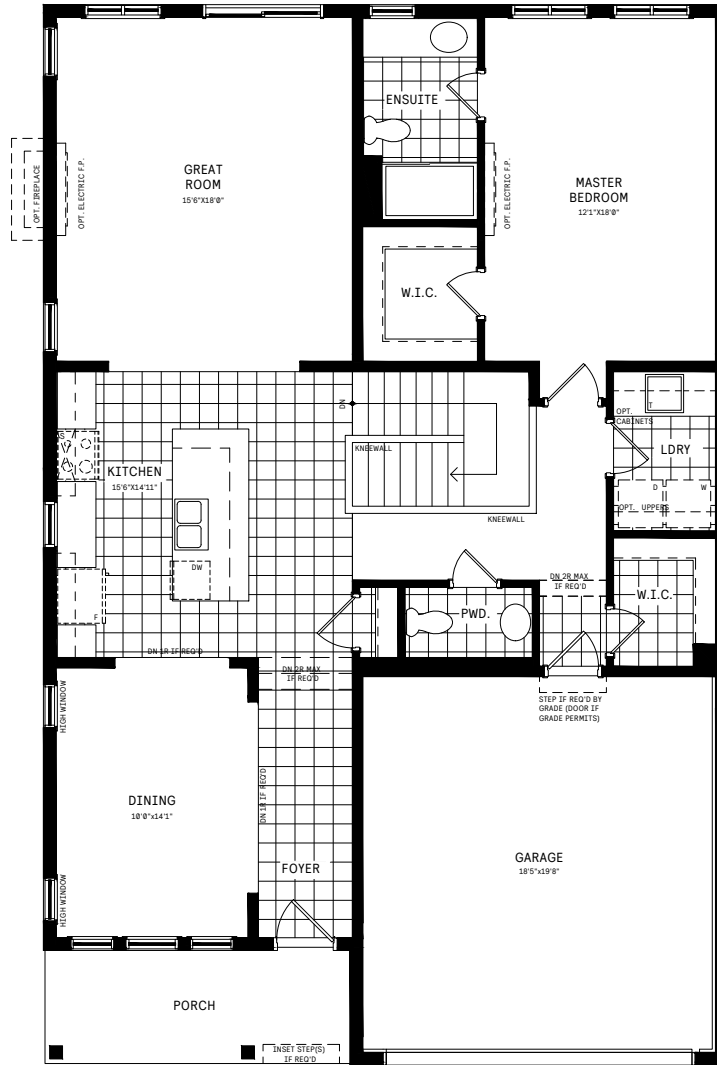 ENSUITE
GREAT
ROOM
15'6"X18'0"
OPT. FIREPLACE
OPT. ELECTRIC F.P.
OPT. ELECTRIC F.P.
MASTER
BEDROOM
12'1"X18'0"
W.I.C.
DN
KNEEWALL
KNEEWALL
S
KITCHEN
15'6"X14'11"
DW
F
T
OPT.
CABINETS
LDRY
D
W
OPT. UPPERS
DN 2R MAX
IF REQ'D
W.I.C.
PWD.
DN 1R IF REQ'D
DN 2R MAX
IF REQ'D
STEP IF REQ'D BY
GRADE (DOOR IF
GRADE PERMITS)
HIGH WINDOW
DINING
10'0"x14'1"
DN 1R IF REQ'D
HIGH WINDOW
FOYER
GARAGE
18'5"x19'8"
PORCH
INSET STEP(S)
IF REQ'D